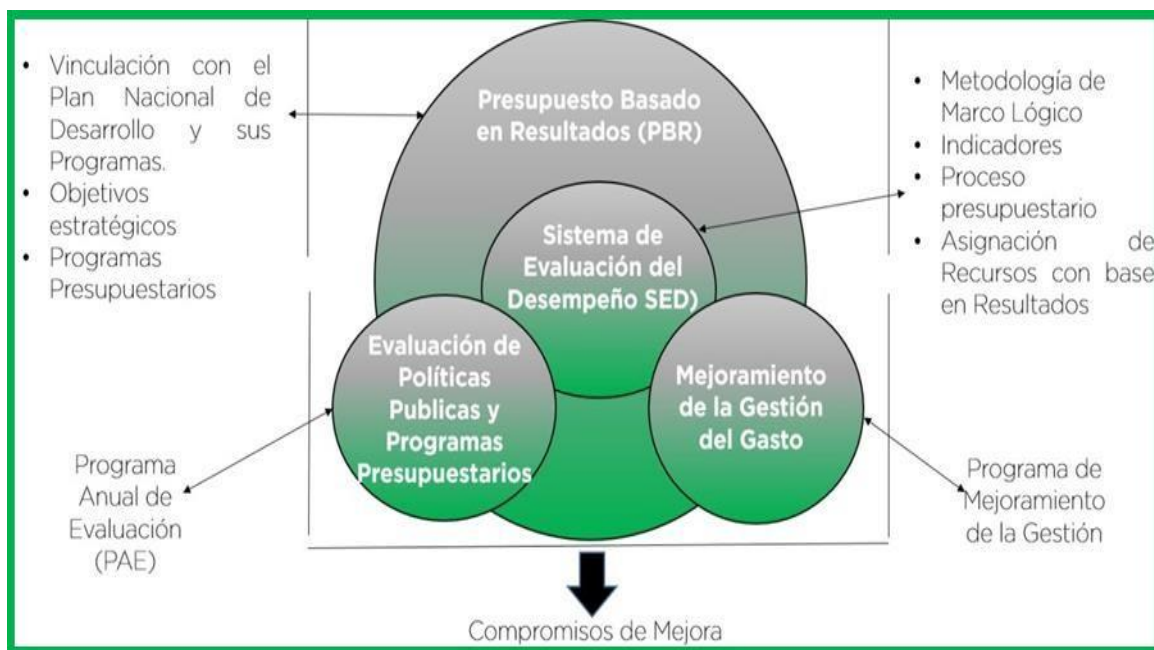 • Vinculación con el
Plan Nacional de
Desarrollo y sus
Programas.
• Objetivos
estratégicos
• Programas
Presupuestarios
Presupuesto Basado
en Resultados (PBR)
• Metodología de
Marco Lógico
• Indicadores
• Proceso
presupuestario
• Asignación de
Recursos con base
en Resultados
Sistema de
Evaluación del
Desempeño SED)
Evaluación de
Políticas
Publicas y
Programas
Presupuestarios
Mejoramiento
de la Gestión
del Gasto
Programa
Anual de
Evaluación
(PAE)
Programa de
Mejoramiento
de la Gestión
Compromisos de Mejora